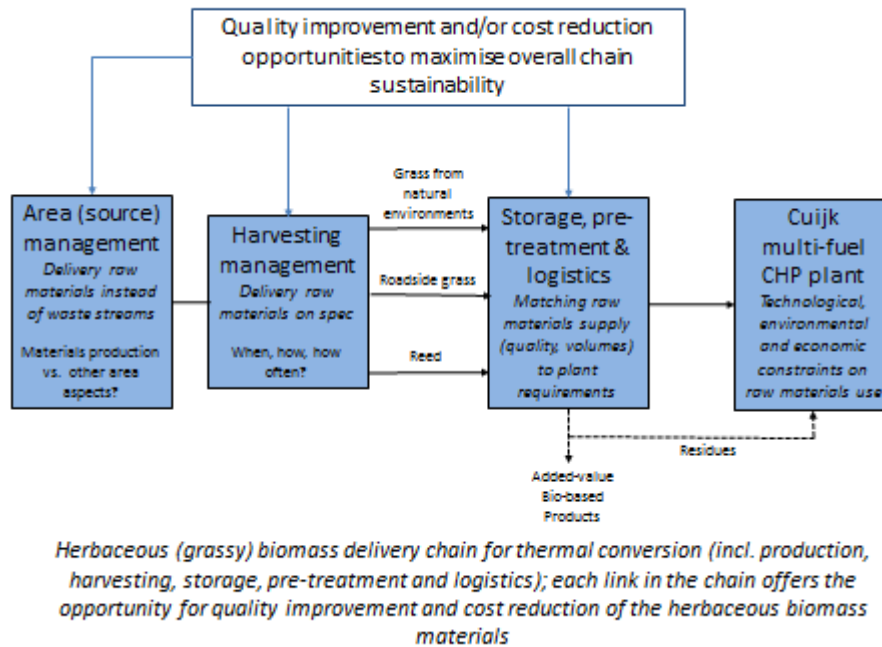 Quality improvement and/or cost reduction
opportunitiesto maximise overall chain
sustainability
Area (source)
management
Delivery raw
materials instead
of waste streams
Materials production
vs. other area
aspects?
Harvesting
management
Delivery raw
materials on spec
When, how, how
often?
Grass from
natural
environments
Roadside grass
Reed
Storage, pre-
treatment &
logistics
Matching raw
materials supply
(quality, volumes)
to plant
requirements
Cuijk
multi-fuel
CHP plant
Technological,
environmental
and economic
constraints on
raw materials use
Residues
Added-value
Bio-based
Products
Herbaceous (grassy) biomass delivery chain for thermal conversion (incl. production,
harvesting, storage, pre-treatment and logistics); each link in the chain offers the
opportunity for quality improvement and cost reduction of the herbaceous biomass
materials